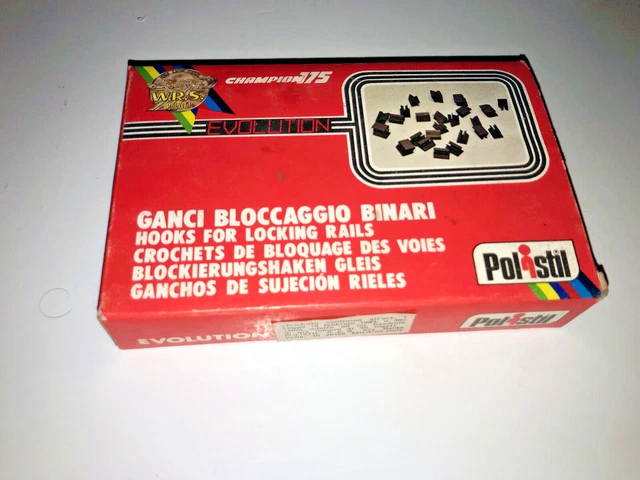 W.R.S.
CHAMPION 175
EVOLUTION
GANCI BLOCCAGGIO BINARI
HOOKS FOR LOCKING RAILS
CROCHETS DE BLOQUAGE DES VOIES
BLOCKIERUNGSHAKEN GLEIS
GANCHOS DE SUJECIÓN RIELES
Polistil
EVOLUTION
Polistil